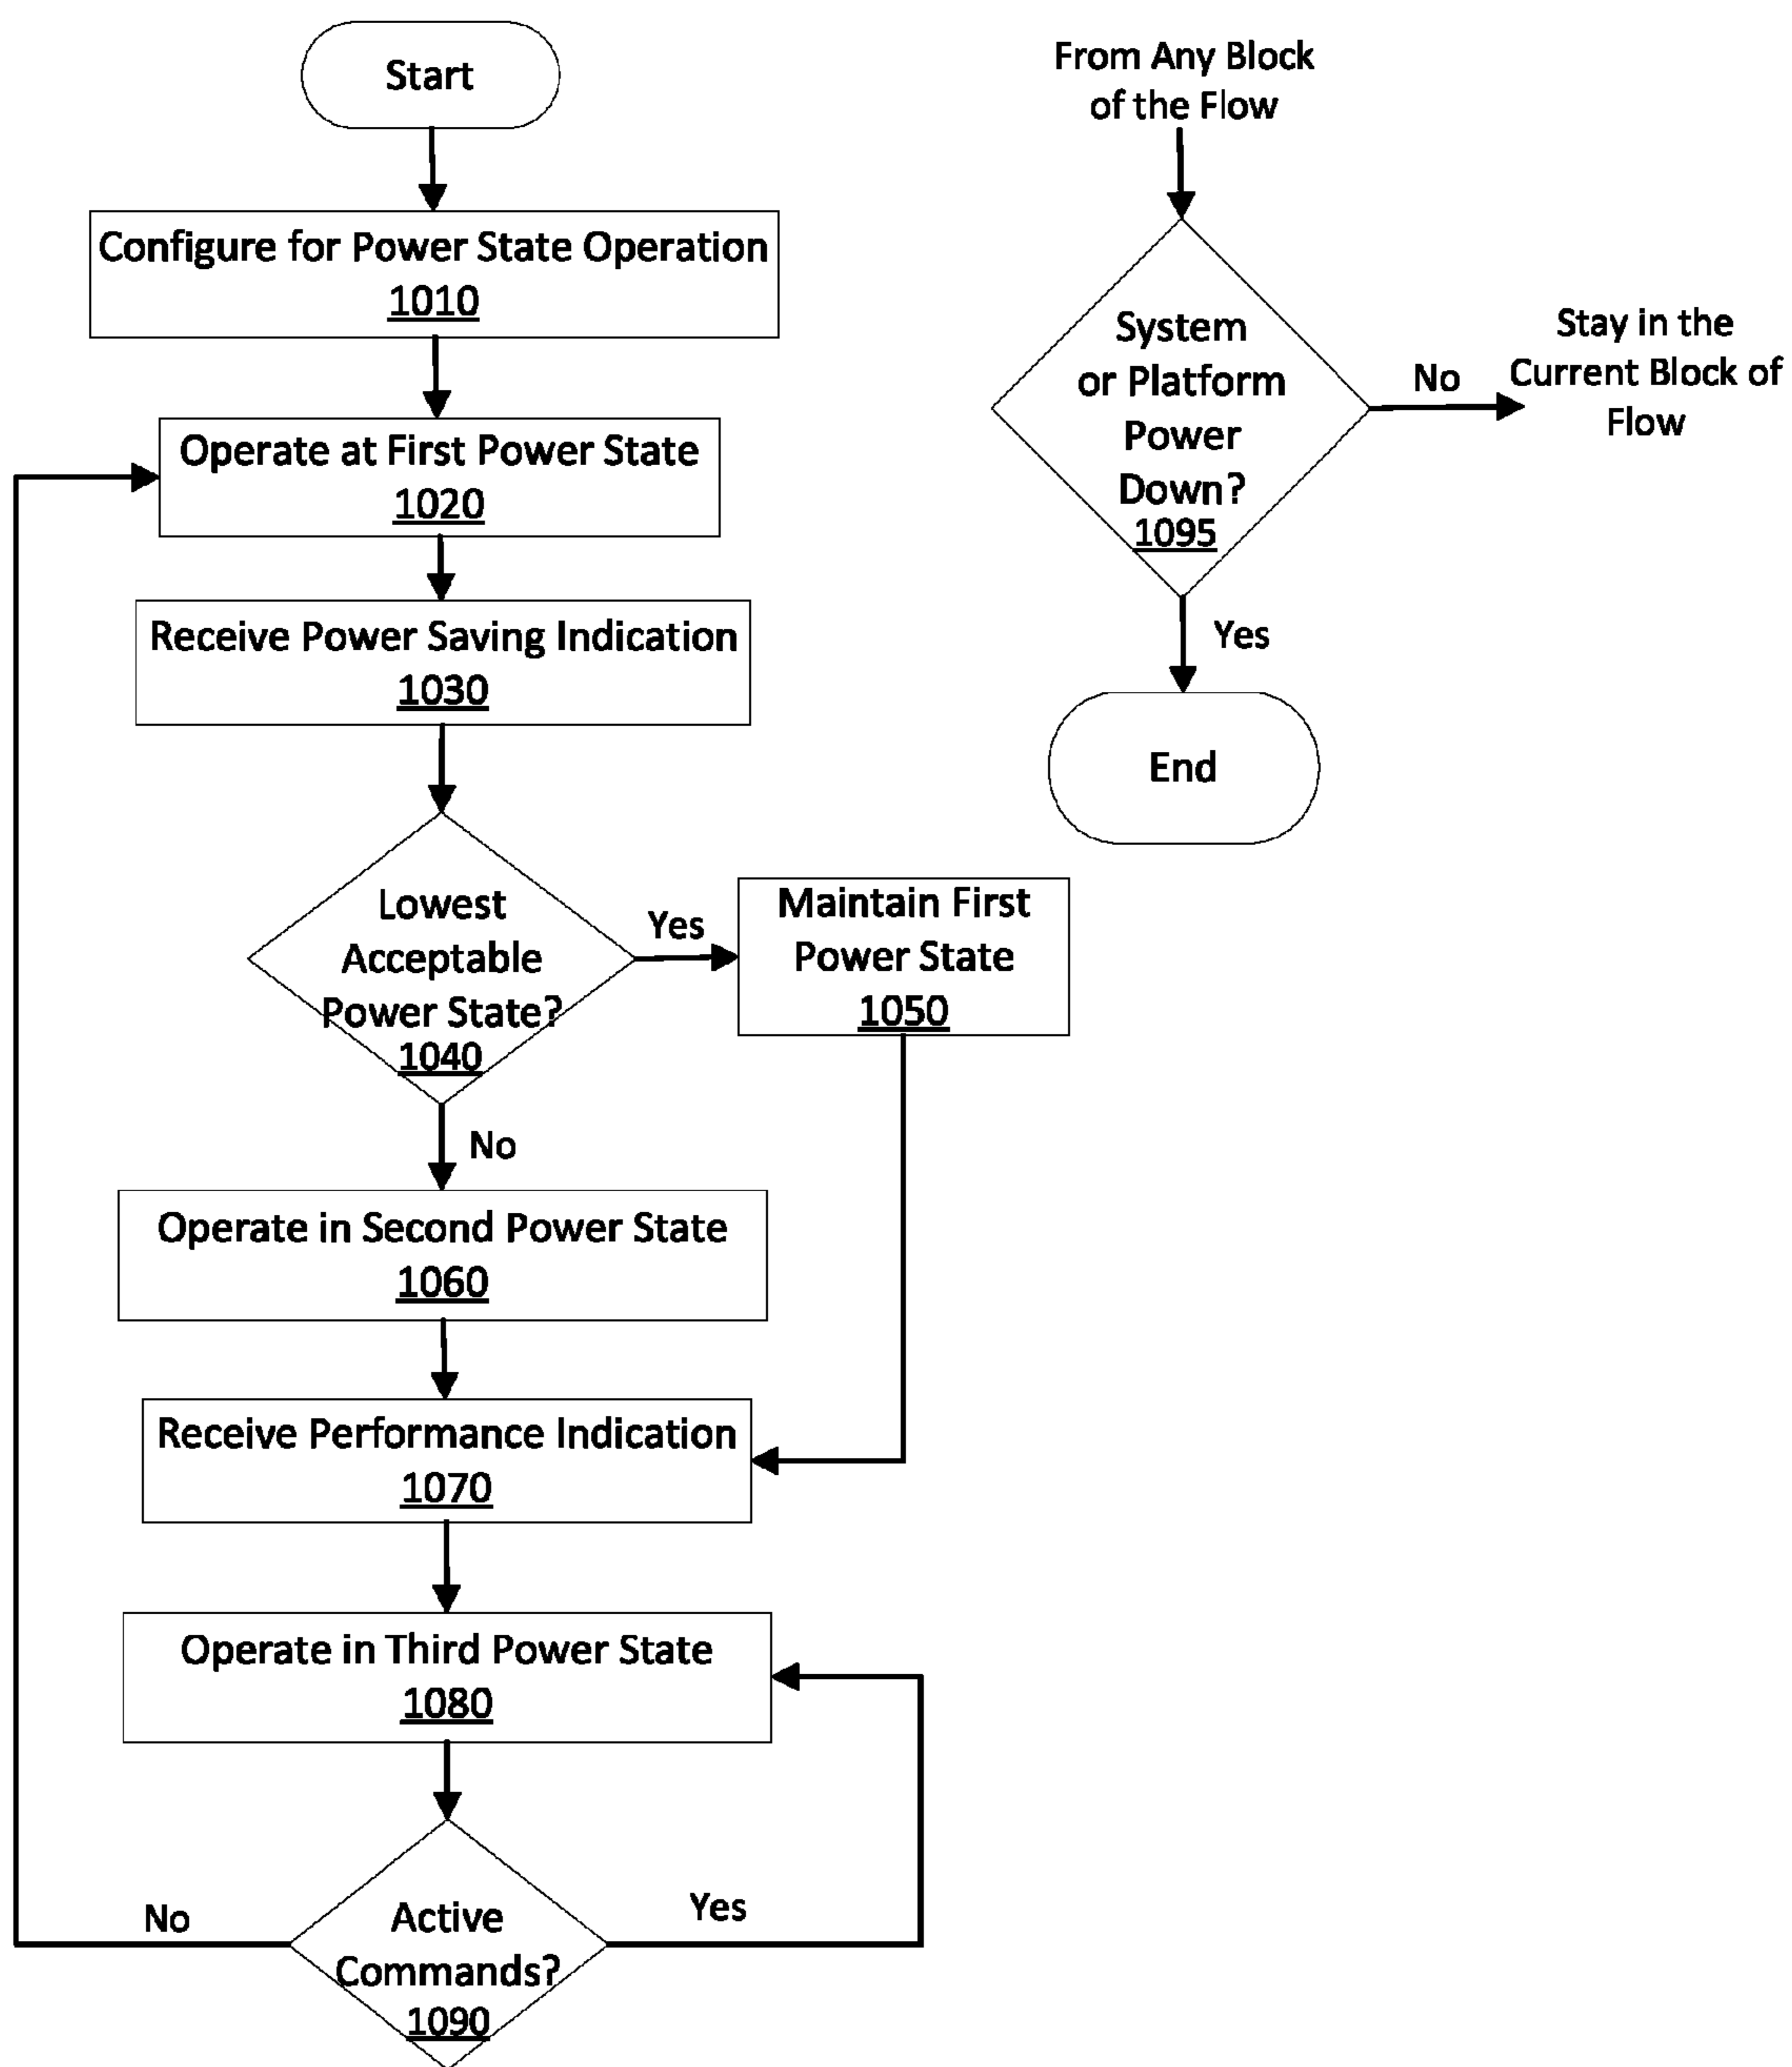 Start
Configure for Power State Operation
1010
Operate at First Power State
1020
Receive Power Saving Indication
1030
Lowest
Acceptable
Power State?
1040
Yes
Maintain First
Power State
1050
No
Operate in Second Power State
1060
Receive Performance Indication
1070
Operate in Third Power State
1080
No
Active
Commands?
1090
Yes
From Any Block
of the Flow
System
or Platform
Power
Down?
1095
No
Stay in the
Current Block of
Flow
Yes
End